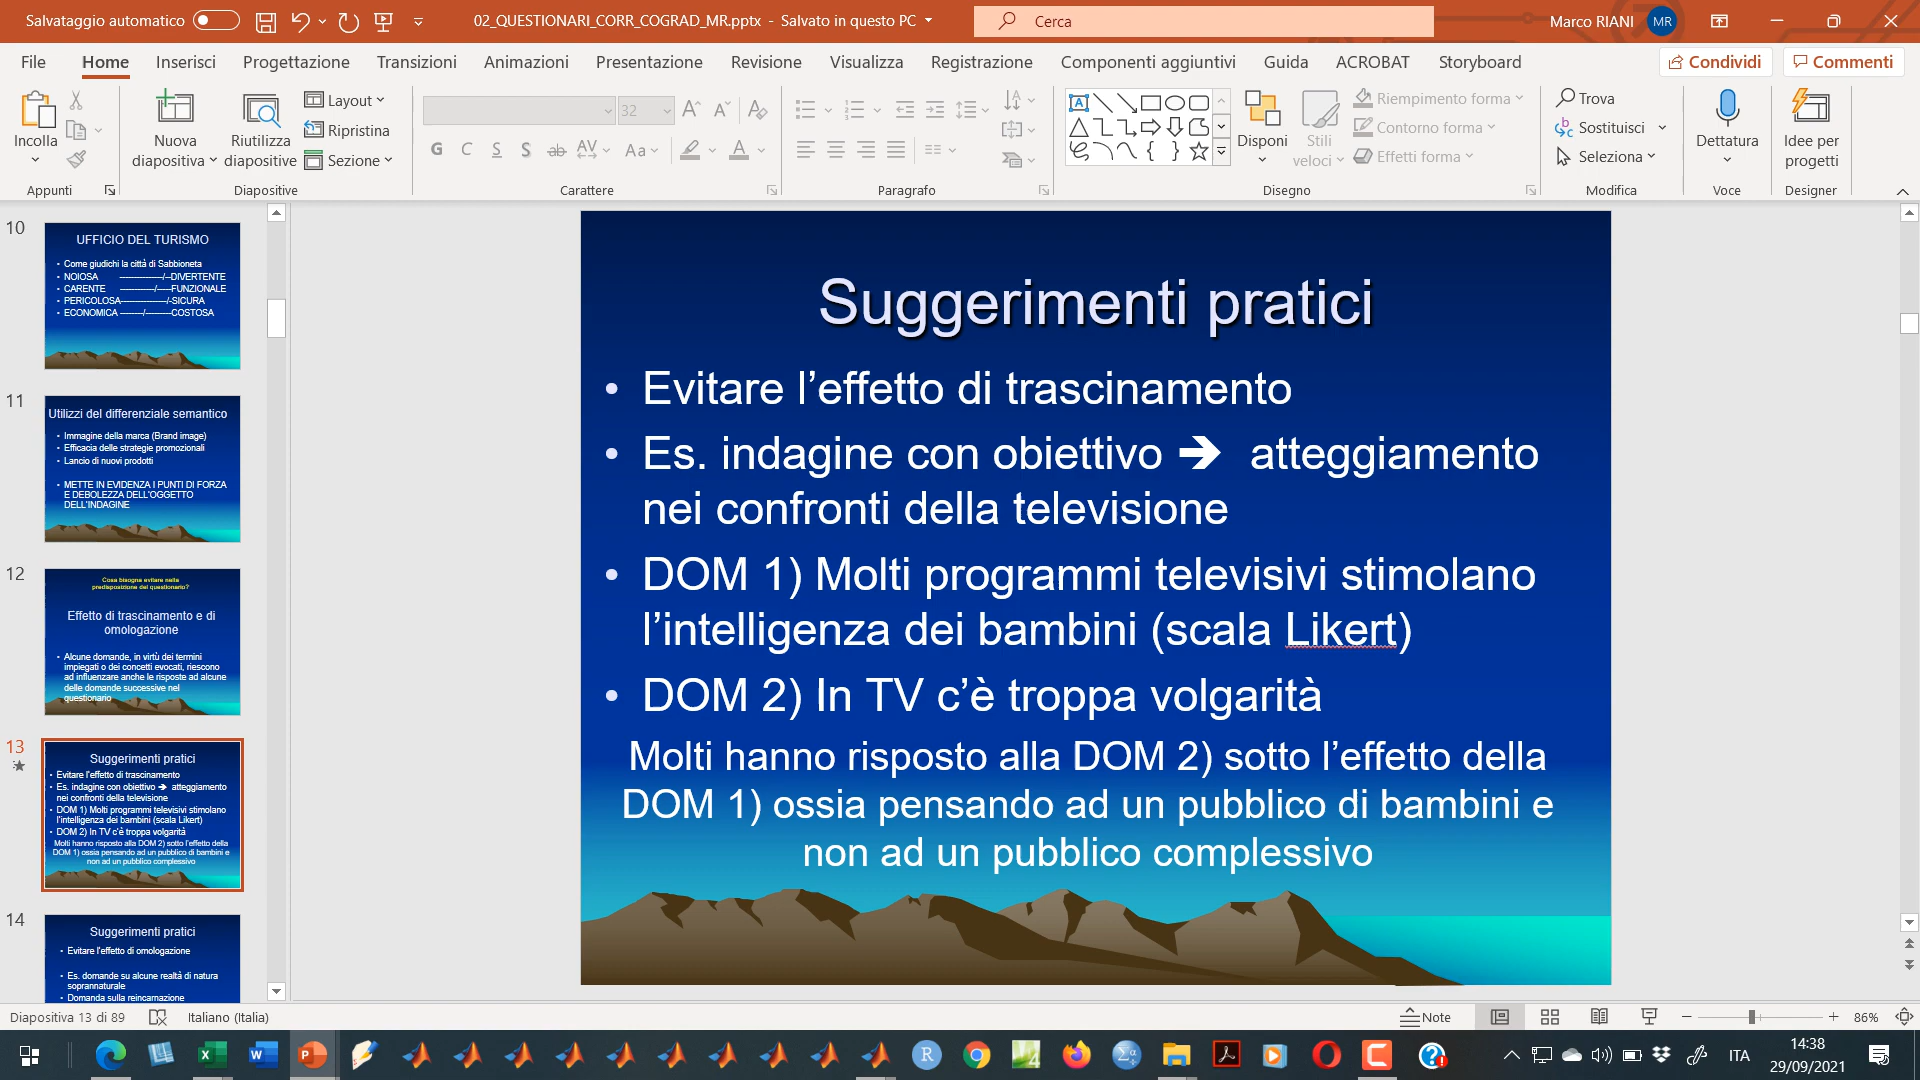 Salvataggio automatico
02_QUESTIONARI_CORR_COGRAD_MR.pptx - Salvato in questo PC
Cerca
Marco RIANI
MR
File Home Inserisci Progettazione Transizioni Animazioni Presentazione Revisione Visualizza Registrazione Componenti aggiuntivi Guida ACROBAT Storyboard
Condividi
Commenti
Incolla
Nuova
diapositiva
Riutilizza
diapositive
Layout
Ripristina
Sezione
32
G C S S ab AV Aa A
Disponi
Stili
veloci
Riempimento forma
Contorno forma
Effetti forma
Trova
Sostituisci
Seleziona
Dettatura
Idee per
progetti
Appunti Diapositive Carattere Paragrafo Disegno Modifica Voce Designer
10
UFFICIO DEL TURISMO
• Come giudichi la città di Sabbioneta
• NOIOSA ----------------/--DIVERTENTE
• CARENTE -------------/-----FUNZIONALE
• PERICOLOSA-----------------/-SICURA
• ECONOMICA --------/----------COSTOSA
11
Utilizzi del differenziale semantico
• Immagine della marca (Brand image)
• Efficacia delle strategie promozionali
• Lancio di nuovi prodotti
• METTE IN EVIDENZA I PUNTI DI FORZA
E DEBOLEZZA DELL'OGGETTO
DELL'INDAGINE
12
Cosa bisogna evitare nella
predisposizione del questionario?
Effetto di trascinamento e di
omologazione
• Alcune domande, in virtù dei termini
impiegati o dei concetti evocati, riescono
ad influenzare anche le risposte ad alcune
delle domande successive nel
questionario
13
Suggerimenti pratici
• Evitare l'effetto di trascinamento
• Es. indagine con obiettivo ➔ atteggiamento
nei confronti della televisione
• DOM 1) Molti programmi televisivi stimolano
l'intelligenza dei bambini (scala Likert)
• DOM 2) In TV c'è troppa volgarità
Molti hanno risposto alla DOM 2) sotto l'effetto della
DOM 1) ossia pensando ad un pubblico di bambini e
non ad un pubblico complessivo
14
Suggerimenti pratici
• Evitare l'effetto di omologazione
• Es. domande su alcune realtà di natura
soprannaturale
• Domanda sulla reincarnazione
Suggerimenti pratici
• Evitare l’effetto di trascinamento
• Es. indagine con obiettivo ➔ atteggiamento
nei confronti della televisione
• DOM 1) Molti programmi televisivi stimolano
l’intelligenza dei bambini (scala Likert)
• DOM 2) In TV c’è troppa volgarità
Molti hanno risposto alla DOM 2) sotto l’effetto della
DOM 1) ossia pensando ad un pubblico di bambini e
non ad un pubblico complessivo
Diapositiva 13 di 89
Italiano (Italia)
Note
86%
ITA
14:38
29/09/2021